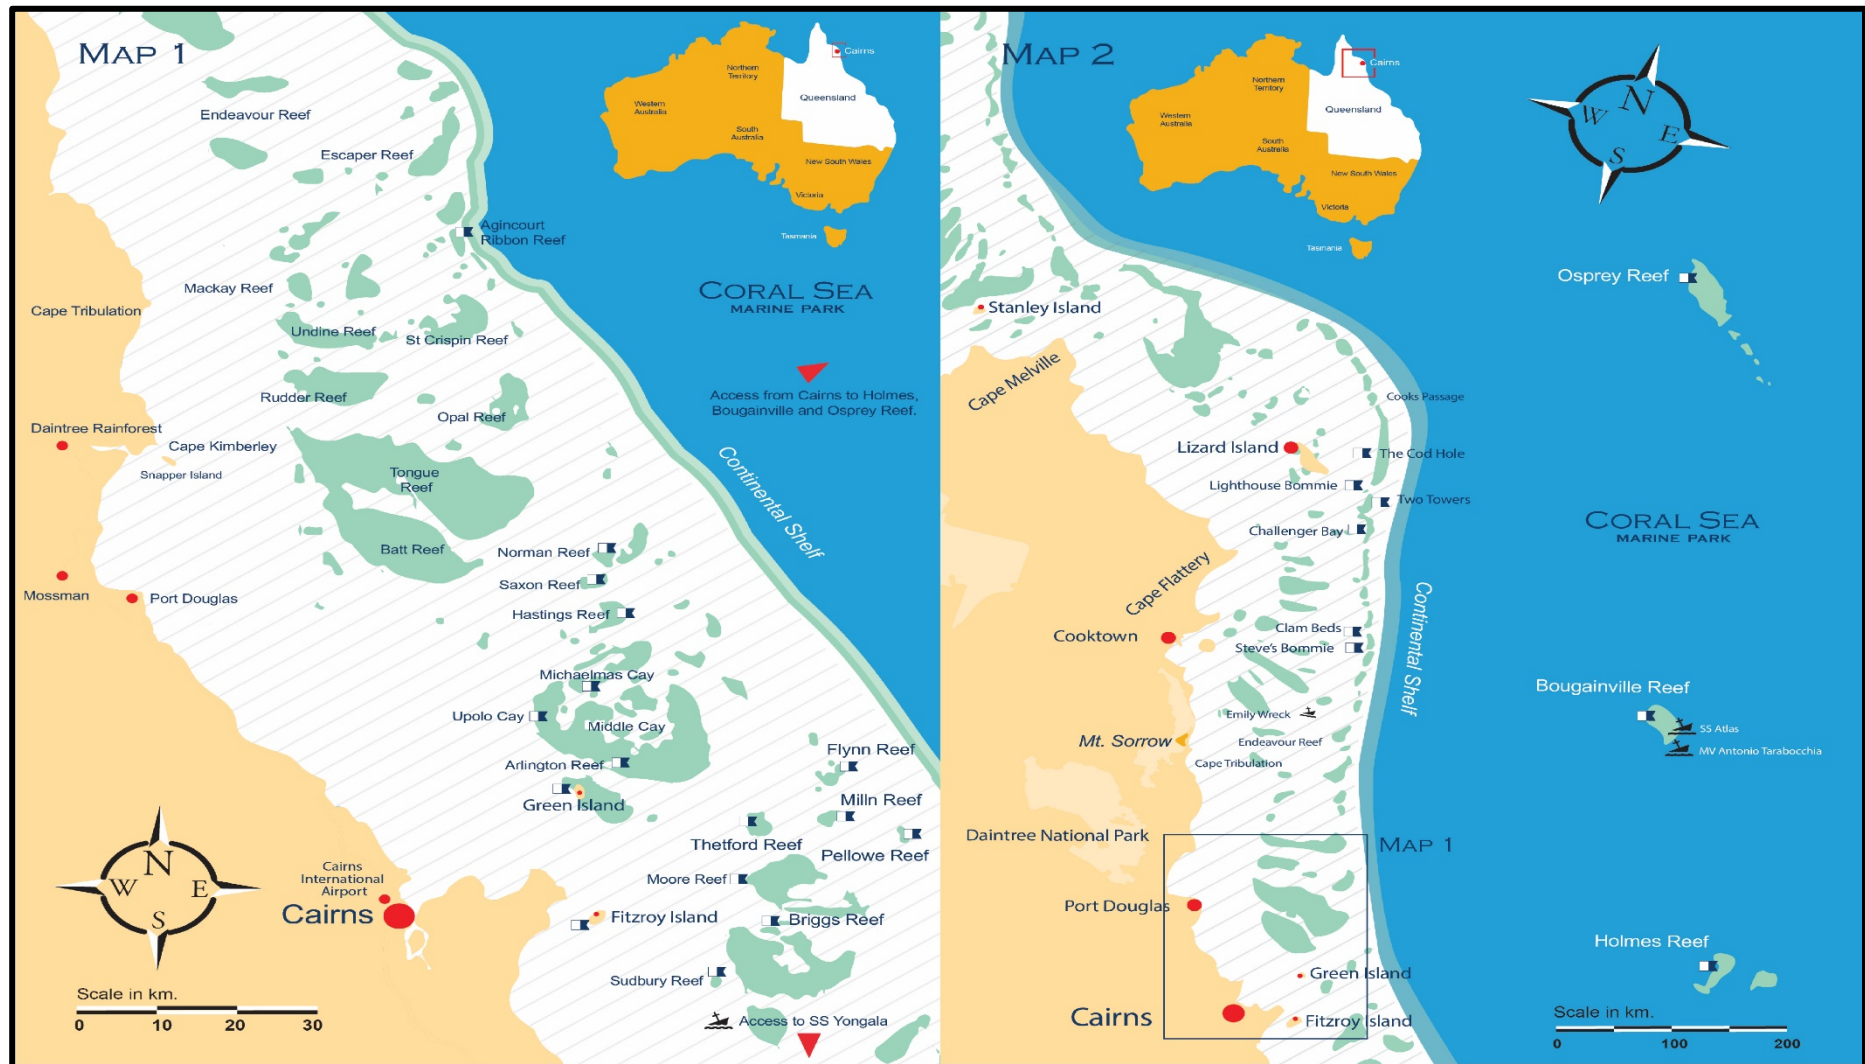 MAP 1
Cairns
Northern
Territory
Western
Australia
Queensland
South
Australia
New South Wales
Victoria
Tasmania
Endeavour Reef
Escaper Reef
Agincourt
Ribbon Reef
Mackay Reef
CORAL SEA
MARINE PARK
Cape Tribulation
Undine Reef
St Crispin Reef
Access from Cairns to Holmes,
Bougainville and Osprey Reef.
Rudder Reef
Opal Reef
Daintree Rainforest
Cape Kimberley
Snapper Island
Tongue
Reef
Continental Shelf
Batt Reef
Norman Reef
Saxon Reef
Mossman
Port Douglas
Hastings Reef
Michaelmas Cay
Upolo Cay
Middle Cay
Flynn Reef
Arlington Reef
Green Island
Milln Reef
Thetford Reef
Pellowe Reef
N
W
E
S
Cairns
International
Airport
Cairns
Moore Reef
Fitzroy Island
Briggs Reef
Sudbury Reef
Scale in km.
0 10 20 30
Access to SS Yongala
MAP 2
Cairns
Northern
Territory
Western
Australia
Queensland
South
Australia
New South Wales
Victoria
Tasmania
N
W
E
S
Osprey Reef
Stanley Island
Cape Melville
Cooks Passage
Lizard Island
The Cod Hole
Lighthouse Bommie
Two Towers
Challenger Bay
CORAL SEA
MARINE PARK
Cape Flattery
Continental Shelf
Clam Beds
Cooktown
Steve's Bommie
Bougainville Reef
Emily Wreck
SS Atlas
Mt. Sorrow
Endeavour Reef
MV Antonio Tarabocchia
Cape Tribulation
Daintree National Park
MAP 1
Port Douglas
Holmes Reef
Green Island
Cairns
Fitzroy Island
Scale in km.
0 100 200